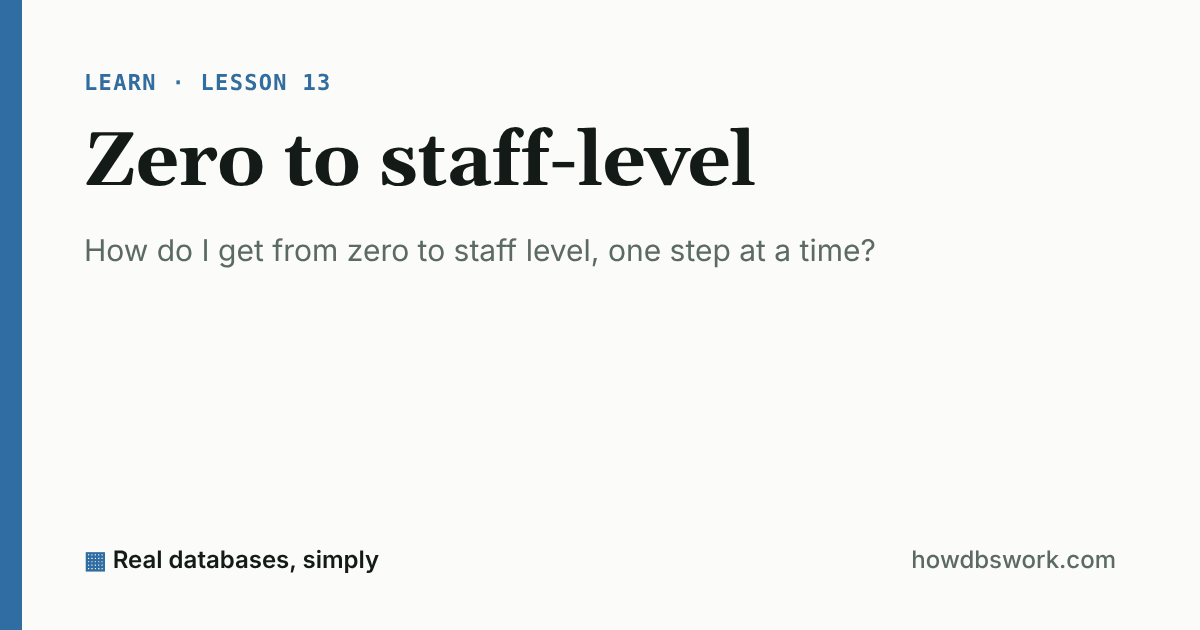 LEARN · LESSON 13
Zero to staff-level
How do I get from zero to staff level, one step at a time?
▦ Real databases, simply
howdbswork.com